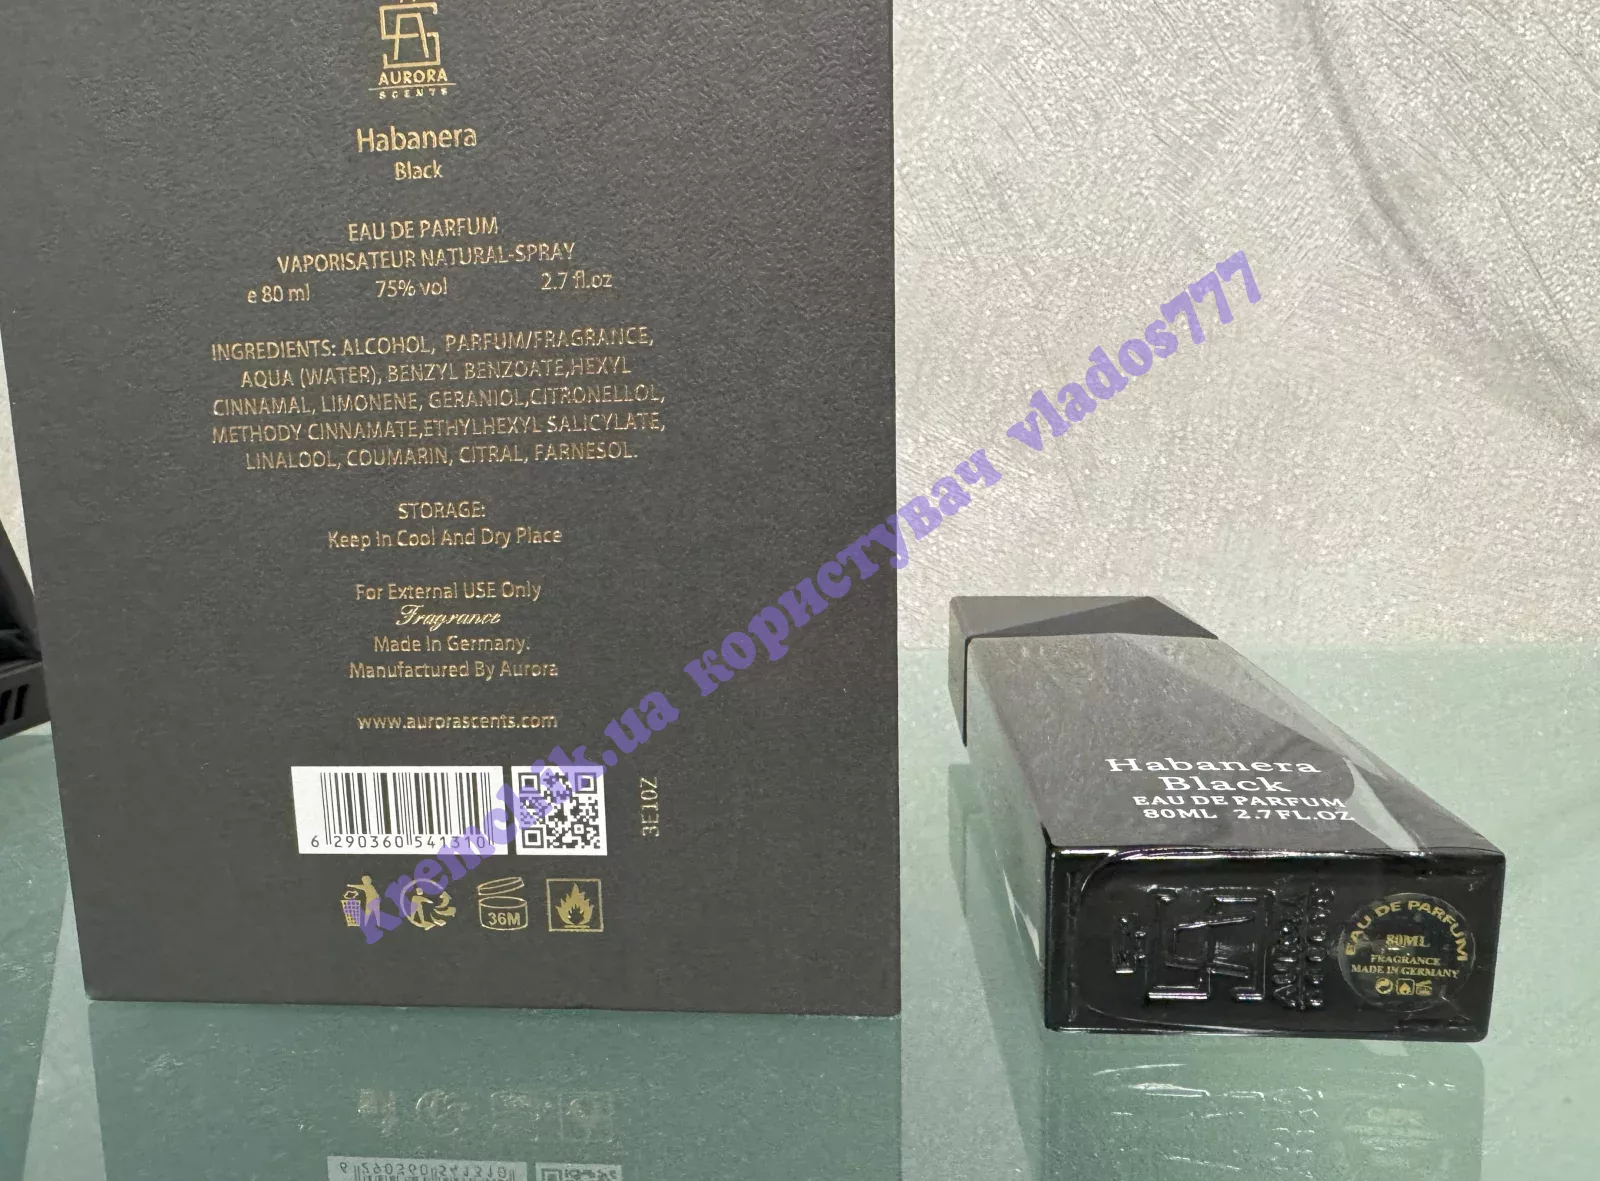 AURORA
SCENTS
Habanera
Black
EAU DE PARFUM
VAPORISATEUR NATURAL-SPRAY
e 80 ml 75% vol 2.7 fl.oz
INGREDIENTS: ALCOHOL, PARFUM/FRAGRANCE,
AQUA (WATER), BENZYL BENZOATE,HEXYL
CINNAMAL, LIMONENE, GERANIOL,CITRONELLOL,
METHODY CINNAMATE,ETHYLHEXYL SALICYLATE,
LINALOOL, COUMARIN, CITRAL, FARNESOL.
STORAGE:
Keep In Cool And Dry Place
For External USE Only
Fragrance
Made In Germany.
Manufactured By Aurora
www.aurorascents.com
6 290360 541310
3E10Z
36M
Habanera
Black
EAU DE PARFUM
80ML 2.7FL.OZ
AURORA
EAU DE PARFUM
80ML
FRAGRANCE
MADE IN GERMANY
kremchik.ua користувач vlados777